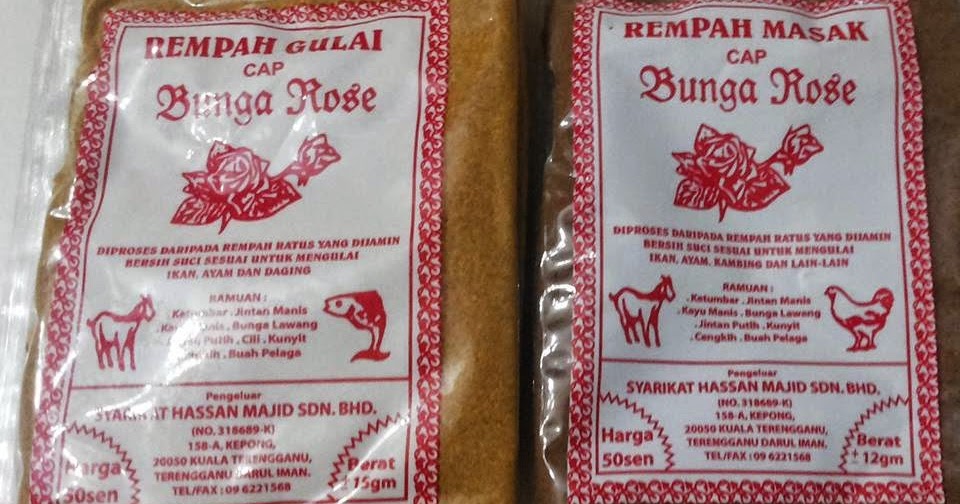 REMPAH GULAI
CAP
Bunga Rose
DIPROSES DARIPADA REMPAH RATUS YANG DIJAMIN
BERSIH SUCI SESUAI UNTUK MENGULAI
IKAN, AYAM DAN DAGING
RAMUAN :
. Ketumbar . Jintan Manis
. Kayu Manis . Bunga Lawang
Putih . Cili . Kunyit
Cengkih . Buah Pelaga
Pengeluar
SYARIKAT HASSAN MAJID SDN. BHD.
(NO. 318689-K)
158-A, KEPONG,
20050 KUALA TERENGGANU,
TERENGGANU DARUL IMAN.
TEL/FAX : 09 6221568
Harga
50sen
Berat
± 15gm
REMPAH MASAK
CAP
Bunga Rose
DIPROSES DARIPADA REMPAH RATUS YANG DIJAMIN
BERSIH SUCI SESUAI UNTUK MENGULAI
IKAN, AYAM, KAMBING DAN LAIN-LAIN
RAMUAN :
. Ketumbar . Jintan Manis
. Kayu Manis . Bunga Lawang
. Jintan Putih . Kunyit
. Cengkih . Buah Pelaga
Pengeluar
SYARIKAT HASSAN MAJID SDN. BHD.
(NO. 318689-K)
158-A, KEPONG,
20050 KUALA TERENGGANU,
TERENGGANU DARUL IMAN.
TEL/FAX : 09 6221568
Harga
50sen
Berat
± 12gm